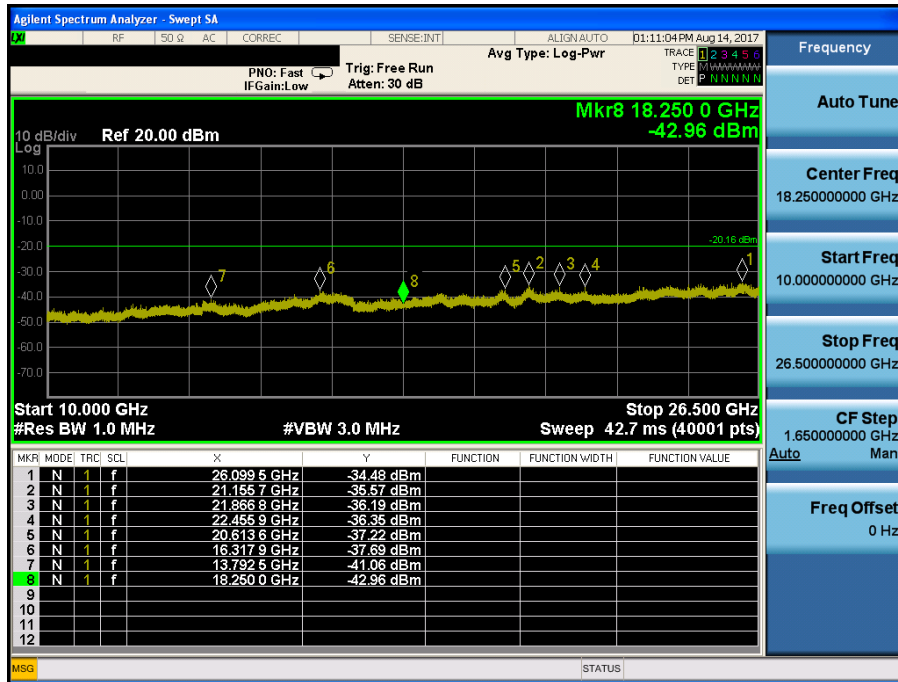 Agilent Spectrum Analyzer - Swept SA
LXI RF 50 Ω AC CORREC SENSE:INT ALIGN AUTO 01:11:04 PM Aug 14, 2017
Frequency
Avg Type: Log-Pwr
TRACE 1 2 3 4 5 6
TYPE MWWWWW
DET P N N N N N
PNO: Fast
IFGain:Low
Trig: Free Run
Atten: 30 dB
Auto Tune
Mkr8 18.250 0 GHz
-42.96 dBm
10 dB/div Ref 20.00 dBm
Log
10.0
0.00
-10.0
-20.0
-30.0
-40.0
-50.0
-60.0
-70.0
-20.16 dBm
7 6 8 5 2 3 4 1
Center Freq
18.250000000 GHz
Start Freq
10.000000000 GHz
Stop Freq
26.500000000 GHz
Start 10.000 GHz Stop 26.500 GHz
#Res BW 1.0 MHz #VBW 3.0 MHz Sweep 42.7 ms (40001 pts)
CF Step
1.650000000 GHz
Auto Man
Freq Offset
0 Hz
MKR MODE TRC SCL X Y FUNCTION FUNCTION WIDTH FUNCTION VALUE
1 N 1 f 26.099 5 GHz -34.48 dBm
2 N 1 f 21.155 7 GHz -35.57 dBm
3 N 1 f 21.866 8 GHz -36.19 dBm
4 N 1 f 22.455 9 GHz -36.35 dBm
5 N 1 f 20.613 6 GHz -37.22 dBm
6 N 1 f 16.317 9 GHz -37.69 dBm
7 N 1 f 13.792 5 GHz -41.06 dBm
8 N 1 f 18.250 0 GHz -42.96 dBm
9
10
11
12
MSG STATUS